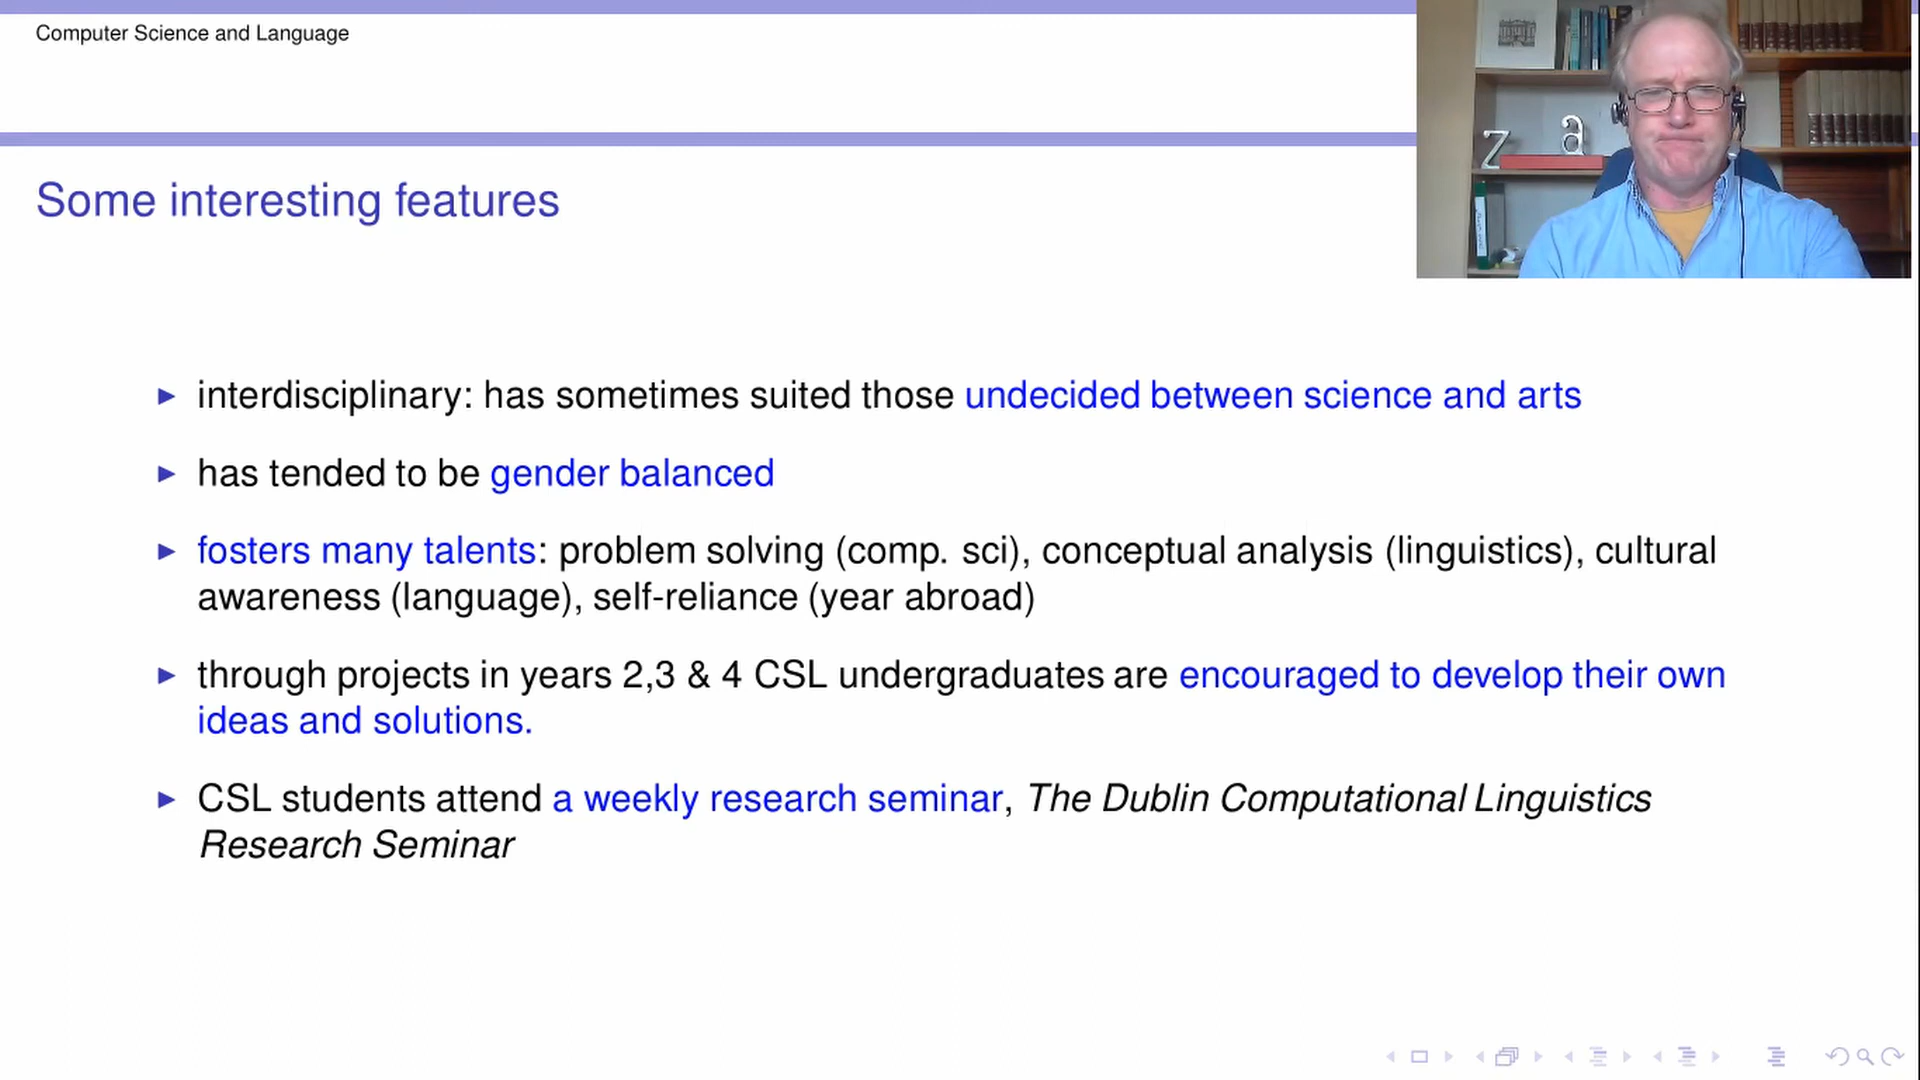 Computer Science and Language
Some interesting features
interdisciplinary: has sometimes suited those undecided between science and arts
has tended to be gender balanced
fosters many talents: problem solving (comp. sci), conceptual analysis (linguistics), cultural
awareness (language), self-reliance (year abroad)
through projects in years 2,3 & 4 CSL undergraduates are encouraged to develop their own
ideas and solutions.
CSL students attend a weekly research seminar, The Dublin Computational Linguistics
Research Seminar
z a